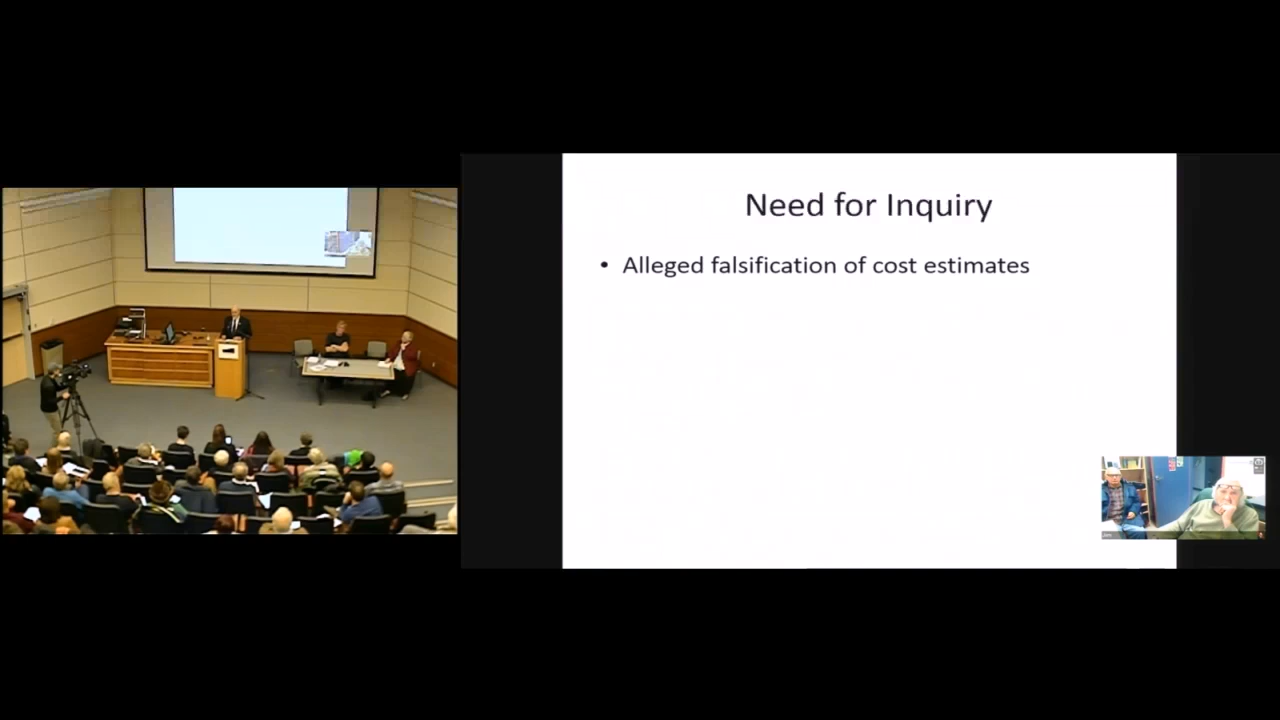 Need for Inquiry
• Alleged falsification of cost estimates